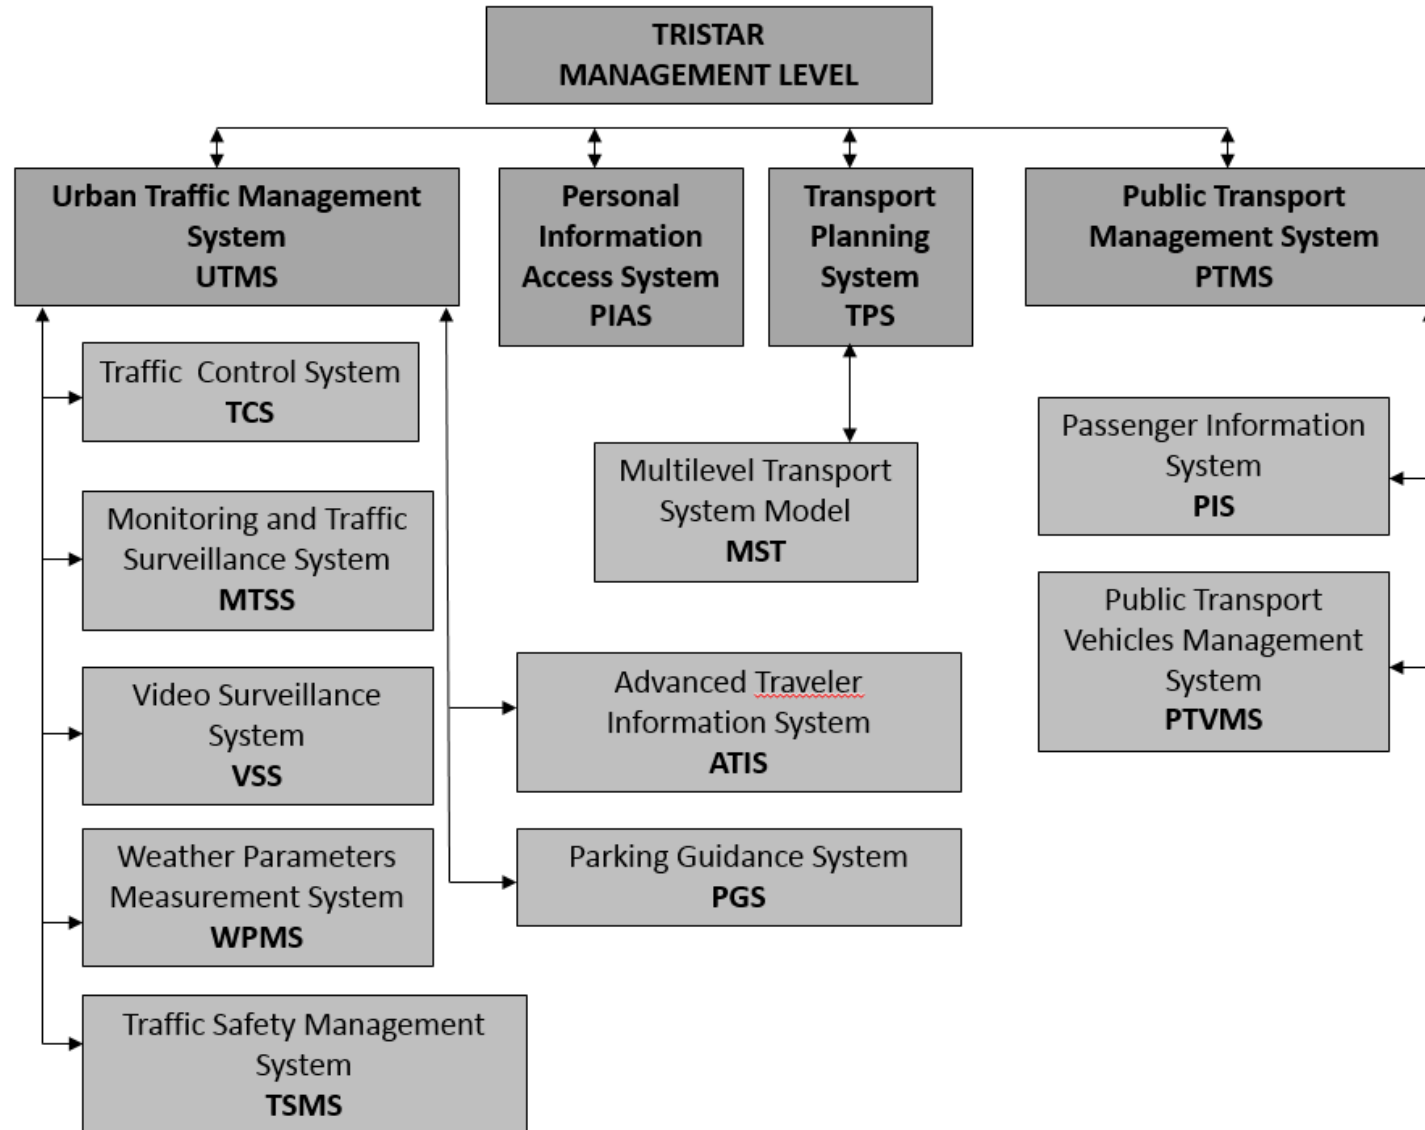 TRISTAR
MANAGEMENT LEVEL
Urban Traffic Management
System
UTMS
Personal
Information
Access System
PIAS
Transport
Planning
System
TPS
Public Transport
Management System
PTMS
Traffic  Control System
TCS
Monitoring and Traffic
Surveillance System
MTSS
Video Surveillance
System
VSS
Weather Parameters
Measurement System
WPMS
Traffic Safety Management
System
TSMS
Multilevel Transport
System Model
MST
Advanced Traveler
Information System
ATIS
Parking Guidance System
PGS
Passenger Information
System
PIS
Public Transport
Vehicles Management
System
PTVMS